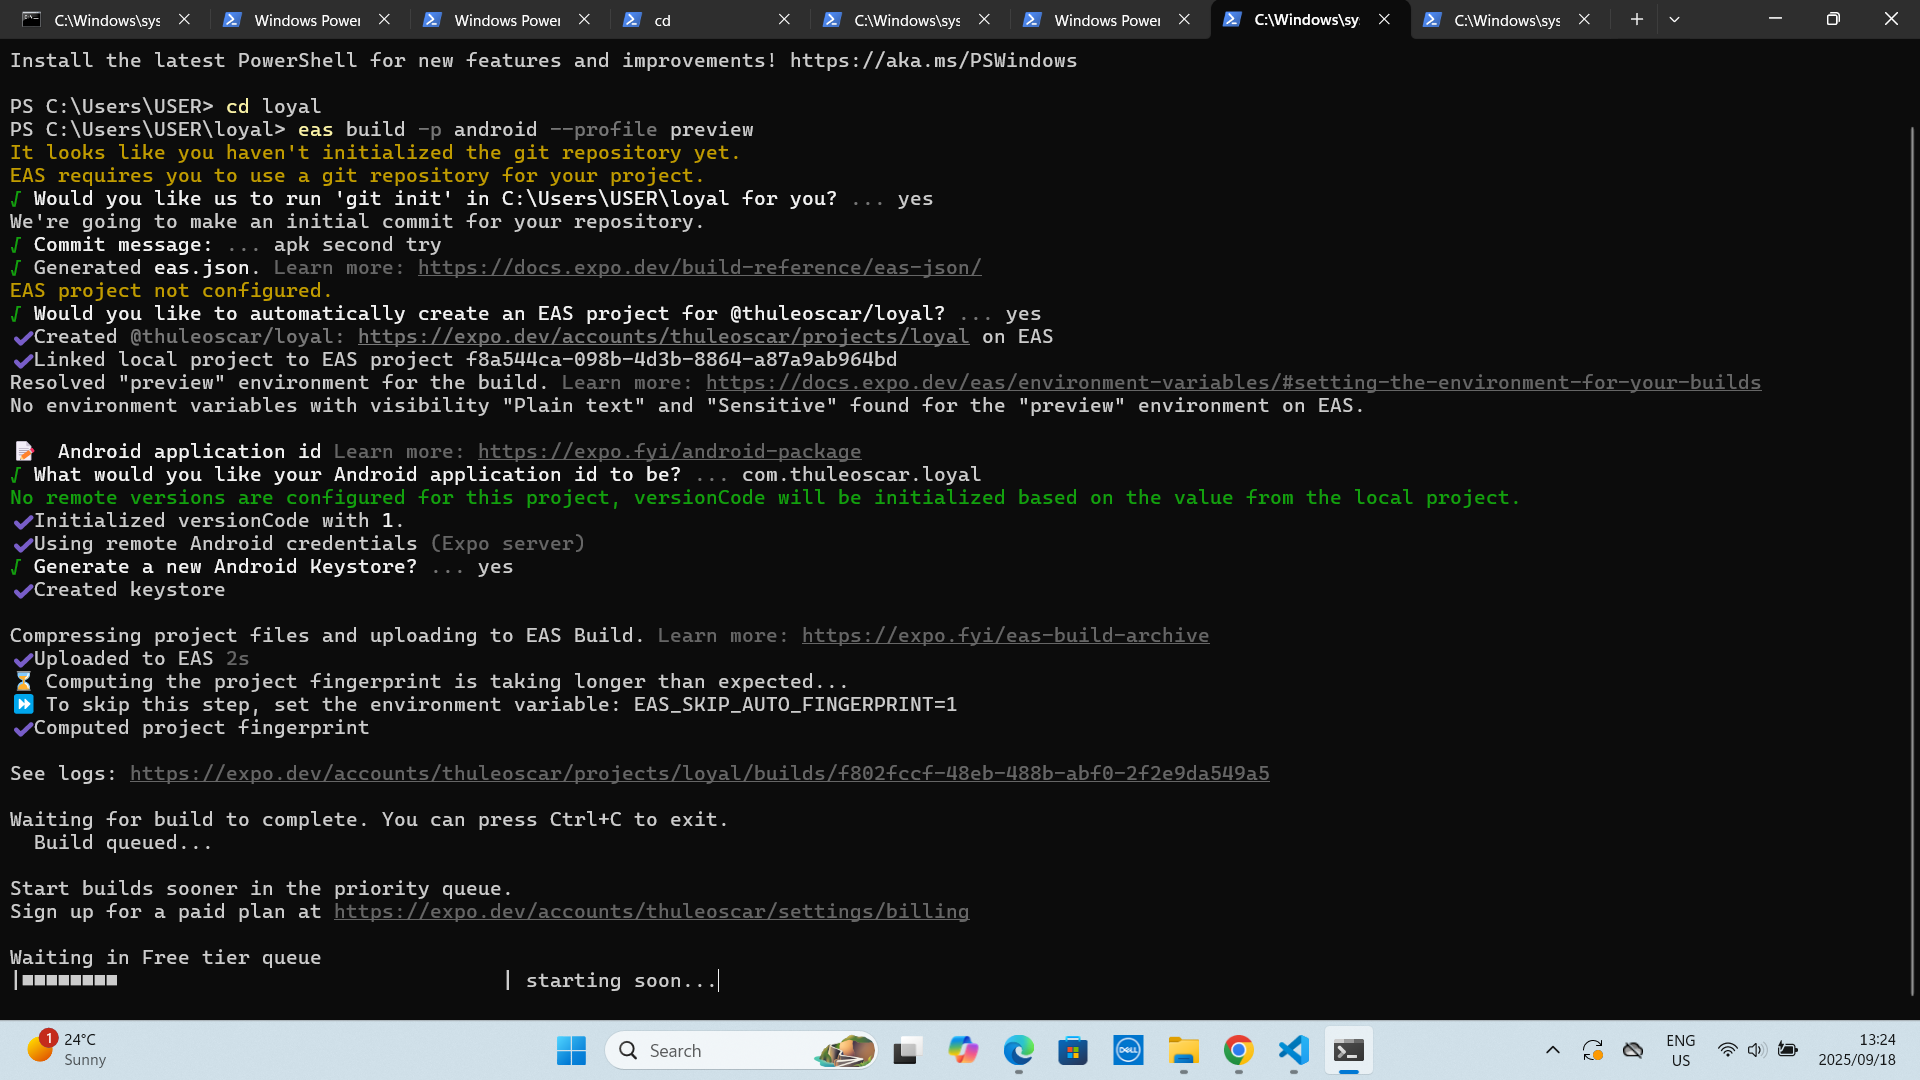 C:\Windows\sys
Windows Power
Windows Power
cd
C:\Windows\sys
Windows Power
C:\Windows\sy
C:\Windows\sys
Install the latest PowerShell for new features and improvements! https://aka.ms/PSWindows
PS C:\Users\USER> cd loyal
PS C:\Users\USER\loyal> eas build -p android --profile preview
It looks like you haven't initialized the git repository yet.
EAS requires you to use a git repository for your project.
√ Would you like us to run 'git init' in C:\Users\USER\loyal for you? ... yes
We're going to make an initial commit for your repository.
√ Commit message: ... apk second try
√ Generated eas.json. Learn more: https://docs.expo.dev/build-reference/eas-json/
EAS project not configured.
√ Would you like to automatically create an EAS project for @thuleoscar/loyal? ... yes
✔Created @thuleoscar/loyal: https://expo.dev/accounts/thuleoscar/projects/loyal on EAS
✔Linked local project to EAS project f8a544ca-098b-4d3b-8864-a87a9ab964bd
Resolved "preview" environment for the build. Learn more: https://docs.expo.dev/eas/environment-variables/#setting-the-environment-for-your-builds
No environment variables with visibility "Plain text" and "Sensitive" found for the "preview" environment on EAS.
📝 Android application id Learn more: https://expo.fyi/android-package
√ What would you like your Android application id to be? ... com.thuleoscar.loyal
No remote versions are configured for this project, versionCode will be initialized based on the value from the local project.
✔Initialized versionCode with 1.
✔Using remote Android credentials (Expo server)
√ Generate a new Android Keystore? ... yes
✔Created keystore
Compressing project files and uploading to EAS Build. Learn more: https://expo.fyi/eas-build-archive
✔Uploaded to EAS 2s
⌛ Computing the project fingerprint is taking longer than expected...
⏩ To skip this step, set the environment variable: EAS_SKIP_AUTO_FINGERPRINT=1
✔Computed project fingerprint
See logs: https://expo.dev/accounts/thuleoscar/projects/loyal/builds/f802fccf-48eb-488b-abf0-2f2e9da549a5
Waiting for build to complete. You can press Ctrl+C to exit.
Build queued...
Start builds sooner in the priority queue.
Sign up for a paid plan at https://expo.dev/accounts/thuleoscar/settings/billing
Waiting in Free tier queue
|■■■■■■■■ | starting soon...
1
24°C
Sunny
Search
DELL
ENG
US
13:24
2025/09/18